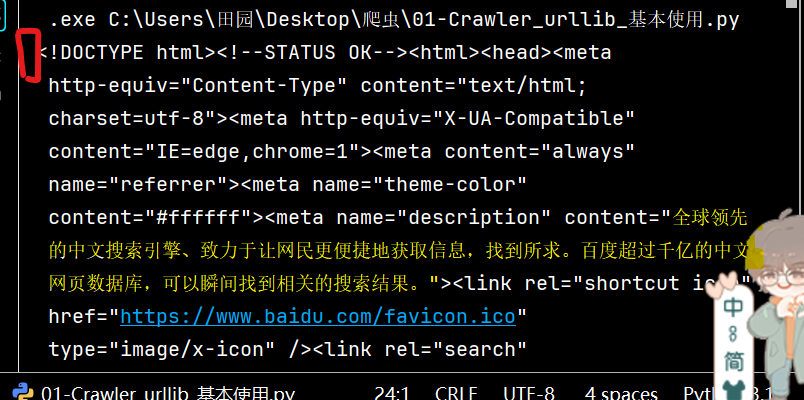 .exe C:\Users\田园\Desktop\爬虫\01-Crawler_urllib_基本使用.py
<!DOCTYPE html><!--STATUS OK--><html><head><meta
http-equiv="Content-Type" content="text/html;
charset=utf-8"><meta http-equiv="X-UA-Compatible"
content="IE=edge,chrome=1"><meta content="always"
name="referrer"><meta name="theme-color"
content="#ffffff"><meta name="description" content="全球领先
的中文搜索引擎、致力于让网民更便捷地获取信息，找到所求。百度超过千亿的中文
网页数据库，可以瞬间找到相关的搜索结果。"><link rel="shortcut
href="https://www.baidu.com/favicon.ico"
type="image/x-icon" /><link rel="search"
中
简
01-Crawler_urllib_基本使用.py 24:1 CRLF UTF-8 4 spaces